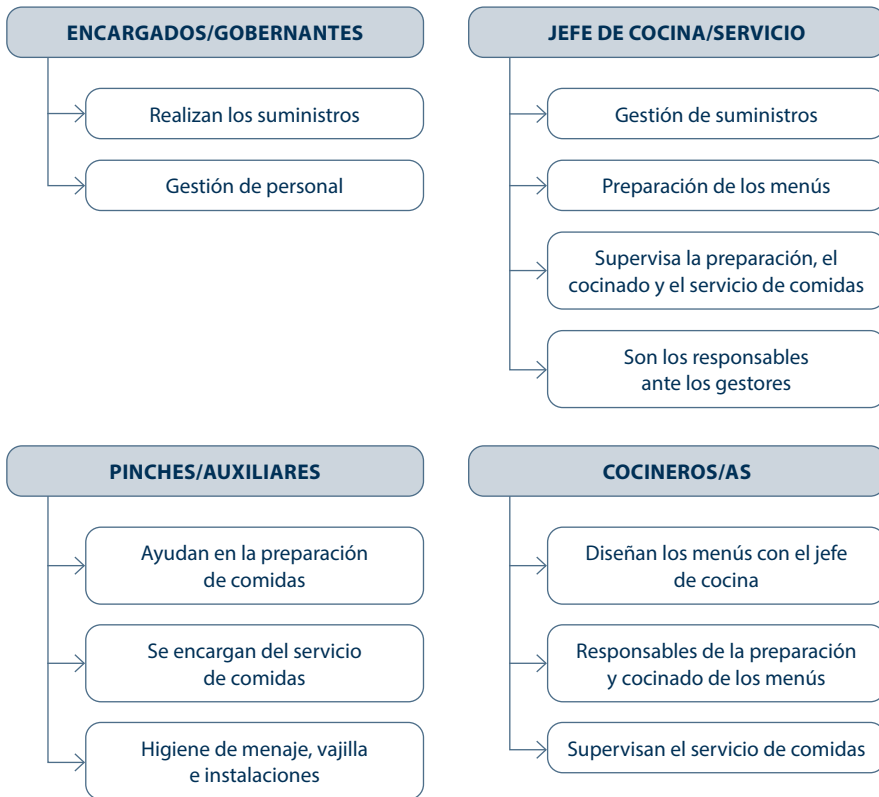 ENCARGADOS/GOBERNANTES
Realizan los suministros
Gestión de personal
JEFE DE COCINA/SERVICIO
Gestión de suministros
Preparación de los menús
Supervisa la preparación, el
cocinado y el servicio de comidas
Son los responsables
ante los gestores
PINCHES/AUXILIARES
Ayudan en la preparación
de comidas
Se encargan del servicio
de comidas
Higiene de menaje, vajilla
e instalaciones
COCINEROS/AS
Diseñan los menús con el jefe
de cocina
Responsables de la preparación
y cocinado de los menús
Supervisan el servicio de comidas